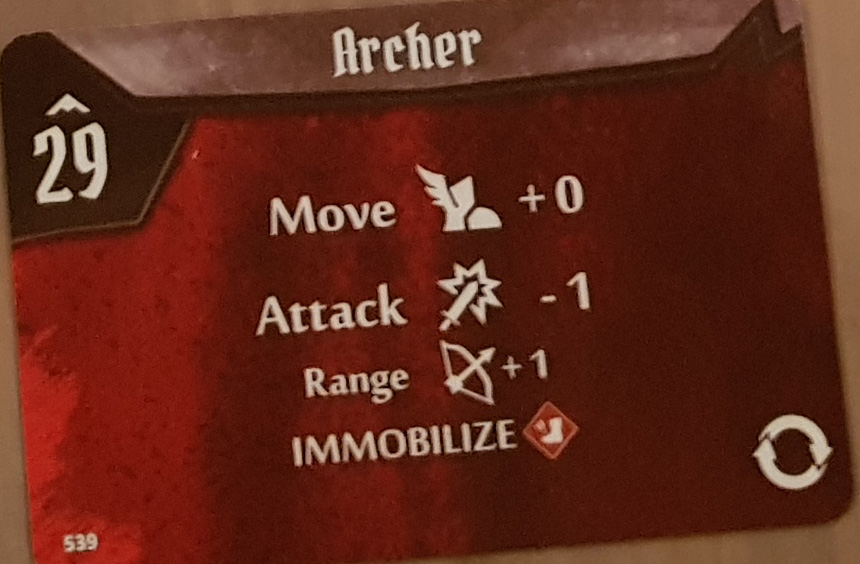 Archer
29
Move +0
Attack -1
Range +1
IMMOBILIZE
539